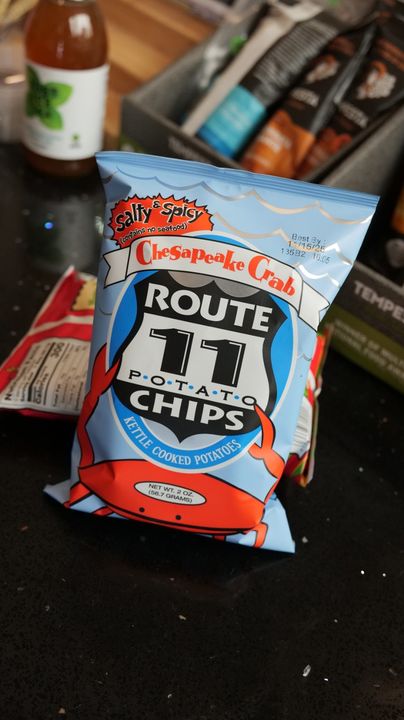 Salty & Spicy
(contains no seafood)
Chesapeake Crab
Best By:
135B2
ROUTE
11
P•O•T•A•T•O
CHIPS
KETTLE COOKED POTATOES
NET WT. 2 OZ.
(56.7 GRAMS)
TEMPE